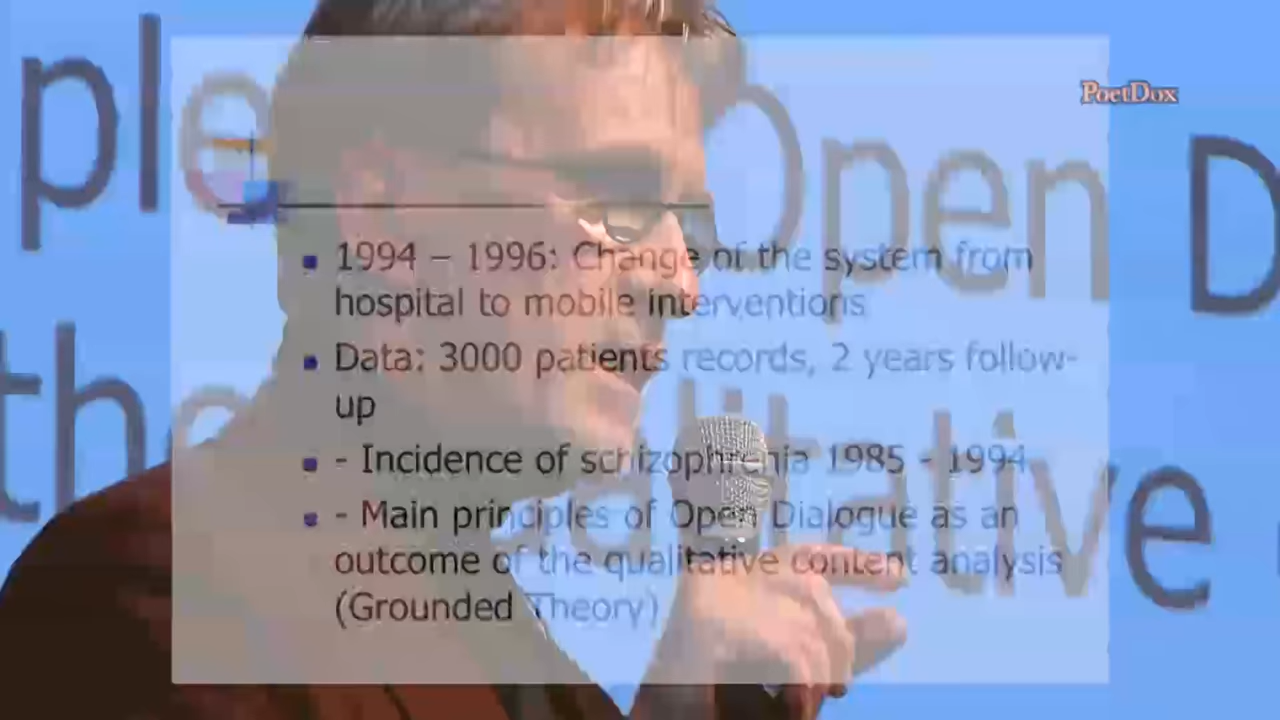 PoetDox
ple Open D
the qualitative
1994 – 1996: Change of the system from
hospital to mobile interventions
Data: 3000 patients records, 2 years follow-
up
- Incidence of schizophrenia 1985 - 1994
- Main principles of Open Dialogue as an
outcome of the qualitative content analysis
(Grounded Theory)